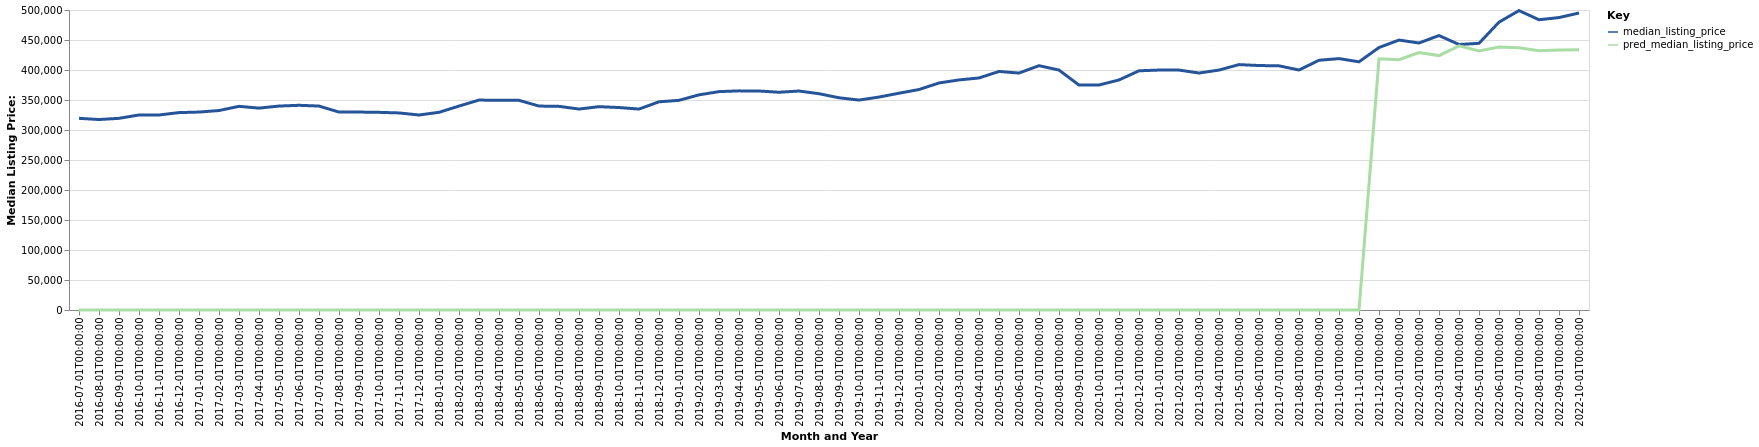 500,000
450,000
400,000
350,000
300,000
250,000
200,000
150,000
100,000
50,000
0
Median Listing Price:
2016-07-01T00:00:00
2016-08-01T00:00:00
2016-09-01T00:00:00
2016-10-01T00:00:00
2016-11-01T00:00:00
2016-12-01T00:00:00
2017-01-01T00:00:00
2017-02-01T00:00:00
2017-03-01T00:00:00
2017-04-01T00:00:00
2017-05-01T00:00:00
2017-06-01T00:00:00
2017-07-01T00:00:00
2017-08-01T00:00:00
2017-09-01T00:00:00
2017-10-01T00:00:00
2017-11-01T00:00:00
2017-12-01T00:00:00
2018-01-01T00:00:00
2018-02-01T00:00:00
2018-03-01T00:00:00
2018-04-01T00:00:00
2018-05-01T00:00:00
2018-06-01T00:00:00
2018-07-01T00:00:00
2018-08-01T00:00:00
2018-09-01T00:00:00
2018-10-01T00:00:00
2018-11-01T00:00:00
2018-12-01T00:00:00
2019-01-01T00:00:00
2019-02-01T00:00:00
2019-03-01T00:00:00
2019-04-01T00:00:00
2019-05-01T00:00:00
2019-06-01T00:00:00
2019-07-01T00:00:00
2019-08-01T00:00:00
2019-09-01T00:00:00
2019-10-01T00:00:00
2019-11-01T00:00:00
2019-12-01T00:00:00
2020-01-01T00:00:00
2020-02-01T00:00:00
2020-03-01T00:00:00
2020-04-01T00:00:00
2020-05-01T00:00:00
2020-06-01T00:00:00
2020-07-01T00:00:00
2020-08-01T00:00:00
2020-09-01T00:00:00
2020-10-01T00:00:00
2020-11-01T00:00:00
2020-12-01T00:00:00
2021-01-01T00:00:00
2021-02-01T00:00:00
2021-03-01T00:00:00
2021-04-01T00:00:00
2021-05-01T00:00:00
2021-06-01T00:00:00
2021-07-01T00:00:00
2021-08-01T00:00:00
2021-09-01T00:00:00
2021-10-01T00:00:00
2021-11-01T00:00:00
2021-12-01T00:00:00
2022-01-01T00:00:00
2022-02-01T00:00:00
2022-03-01T00:00:00
2022-04-01T00:00:00
2022-05-01T00:00:00
2022-06-01T00:00:00
2022-07-01T00:00:00
2022-08-01T00:00:00
2022-09-01T00:00:00
2022-10-01T00:00:00
Month and Year
Key
median_listing_price
pred_median_listing_price